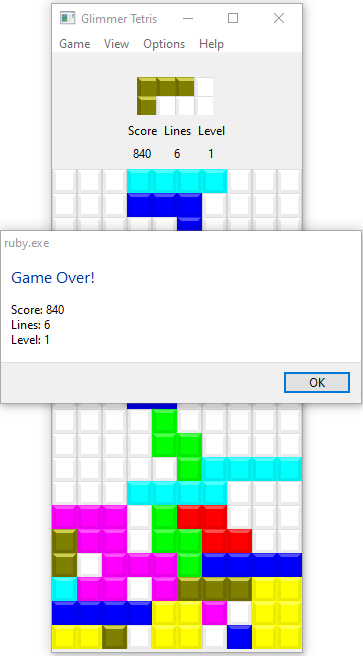 Glimmer Tetris
Game View Options Help
Score Lines Level
840 6 1
ruby.exe
Game Over!
Score: 840
Lines: 6
Level: 1
OK